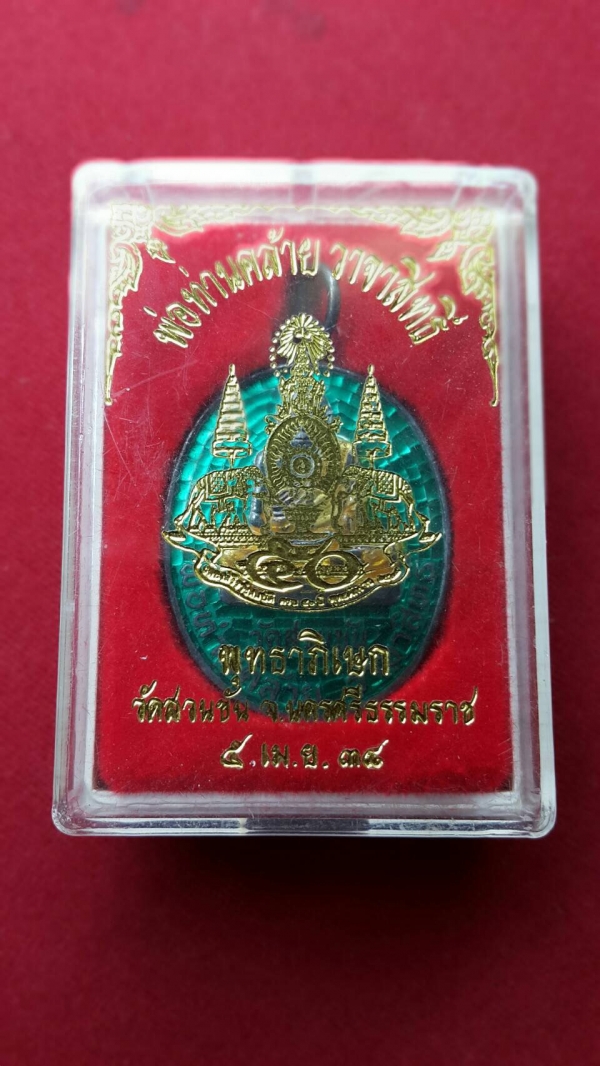 พ่อท่านคล้าย วาจาสิทธิ์
พุทธาภิเษก
วัดสวนขัน จ.นครศรีธรรมราช
๕.เม.ย.๓๘